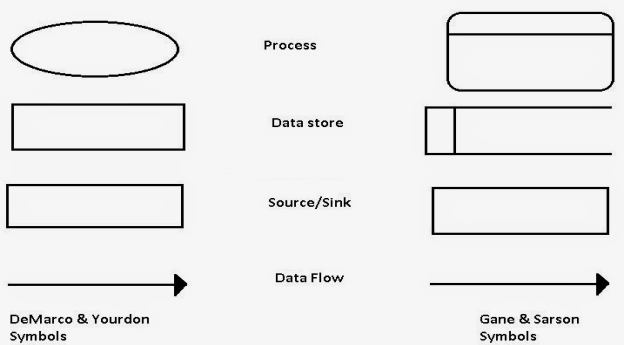 Process
Data store
Source/Sink
Data Flow
DeMarco & Yourdon
Symbols
Gane & Sarson
Symbols